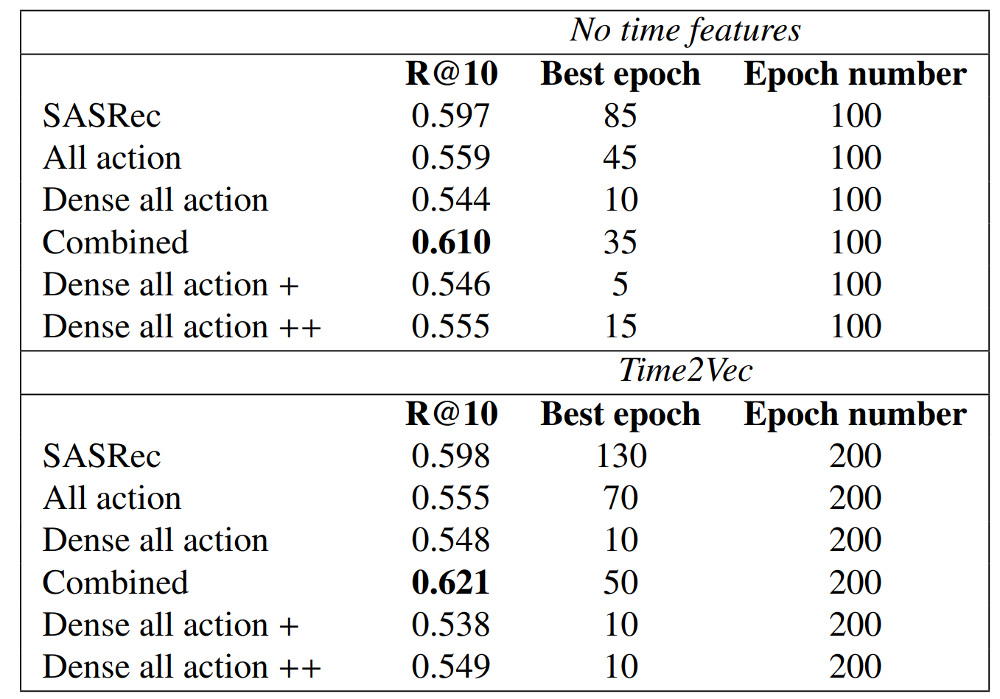 No time features
R@10 Best epoch Epoch number
SASRec 0.597 85 100
All action 0.559 45 100
Dense all action 0.544 10 100
Combined 0.610 35 100
Dense all action + 0.546 5 100
Dense all action ++ 0.555 15 100
Time2Vec
R@10 Best epoch Epoch number
SASRec 0.598 130 200
All action 0.555 70 200
Dense all action 0.548 10 200
Combined 0.621 50 200
Dense all action + 0.538 10 200
Dense all action ++ 0.549 10 200